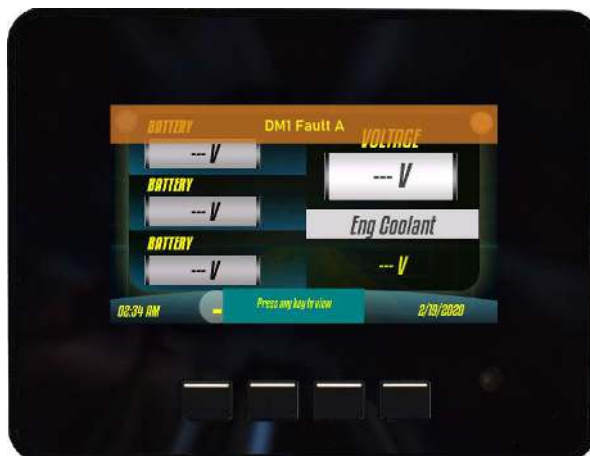 DM1 Fault A
BATTERY
--- V
BATTERY
--- V
BATTERY
--- V
VOLTAGE
--- V
Eng Coolant
--- V
02:34 AM
Press any key to view
2/19/2020